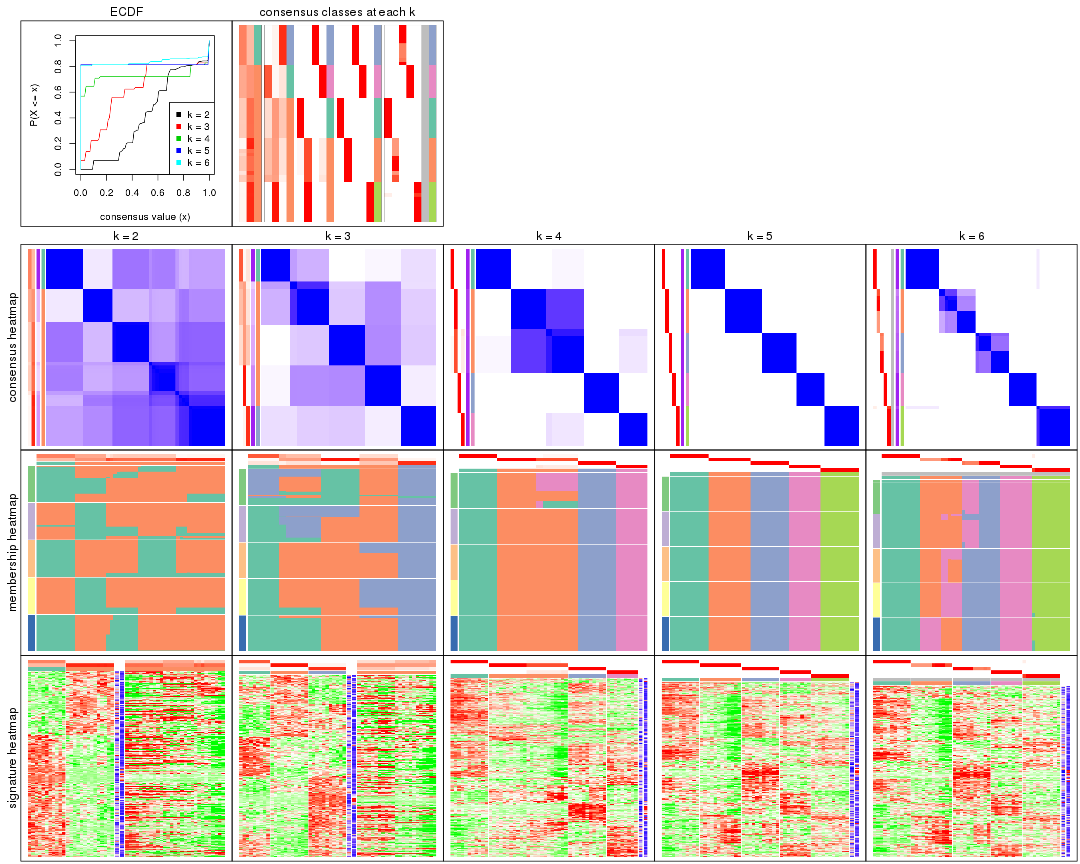 ECDF
consensus classes at each k
P(X <= x)
0.0 0.2 0.4 0.6 0.8 1.0
k = 2
k = 3
k = 4
k = 5
k = 6
0.0 0.2 0.4 0.6 0.8 1.0
consensus value (x)
k = 2
k = 3
k = 4
k = 5
k = 6
consensus heatmap
membership heatmap
signature heatmap